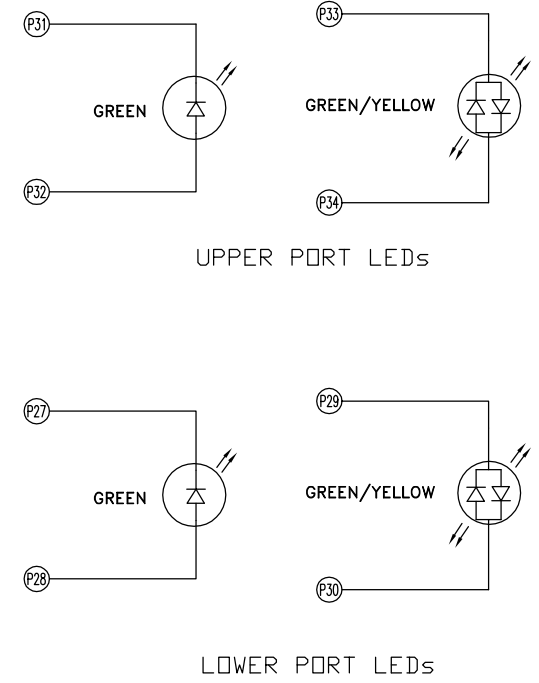 P31
P33
GREEN
GREEN/YELLOW
P32
P34
UPPER PORT LEDs
P27
P29
GREEN
GREEN/YELLOW
P28
P30
LOWER PORT LEDs